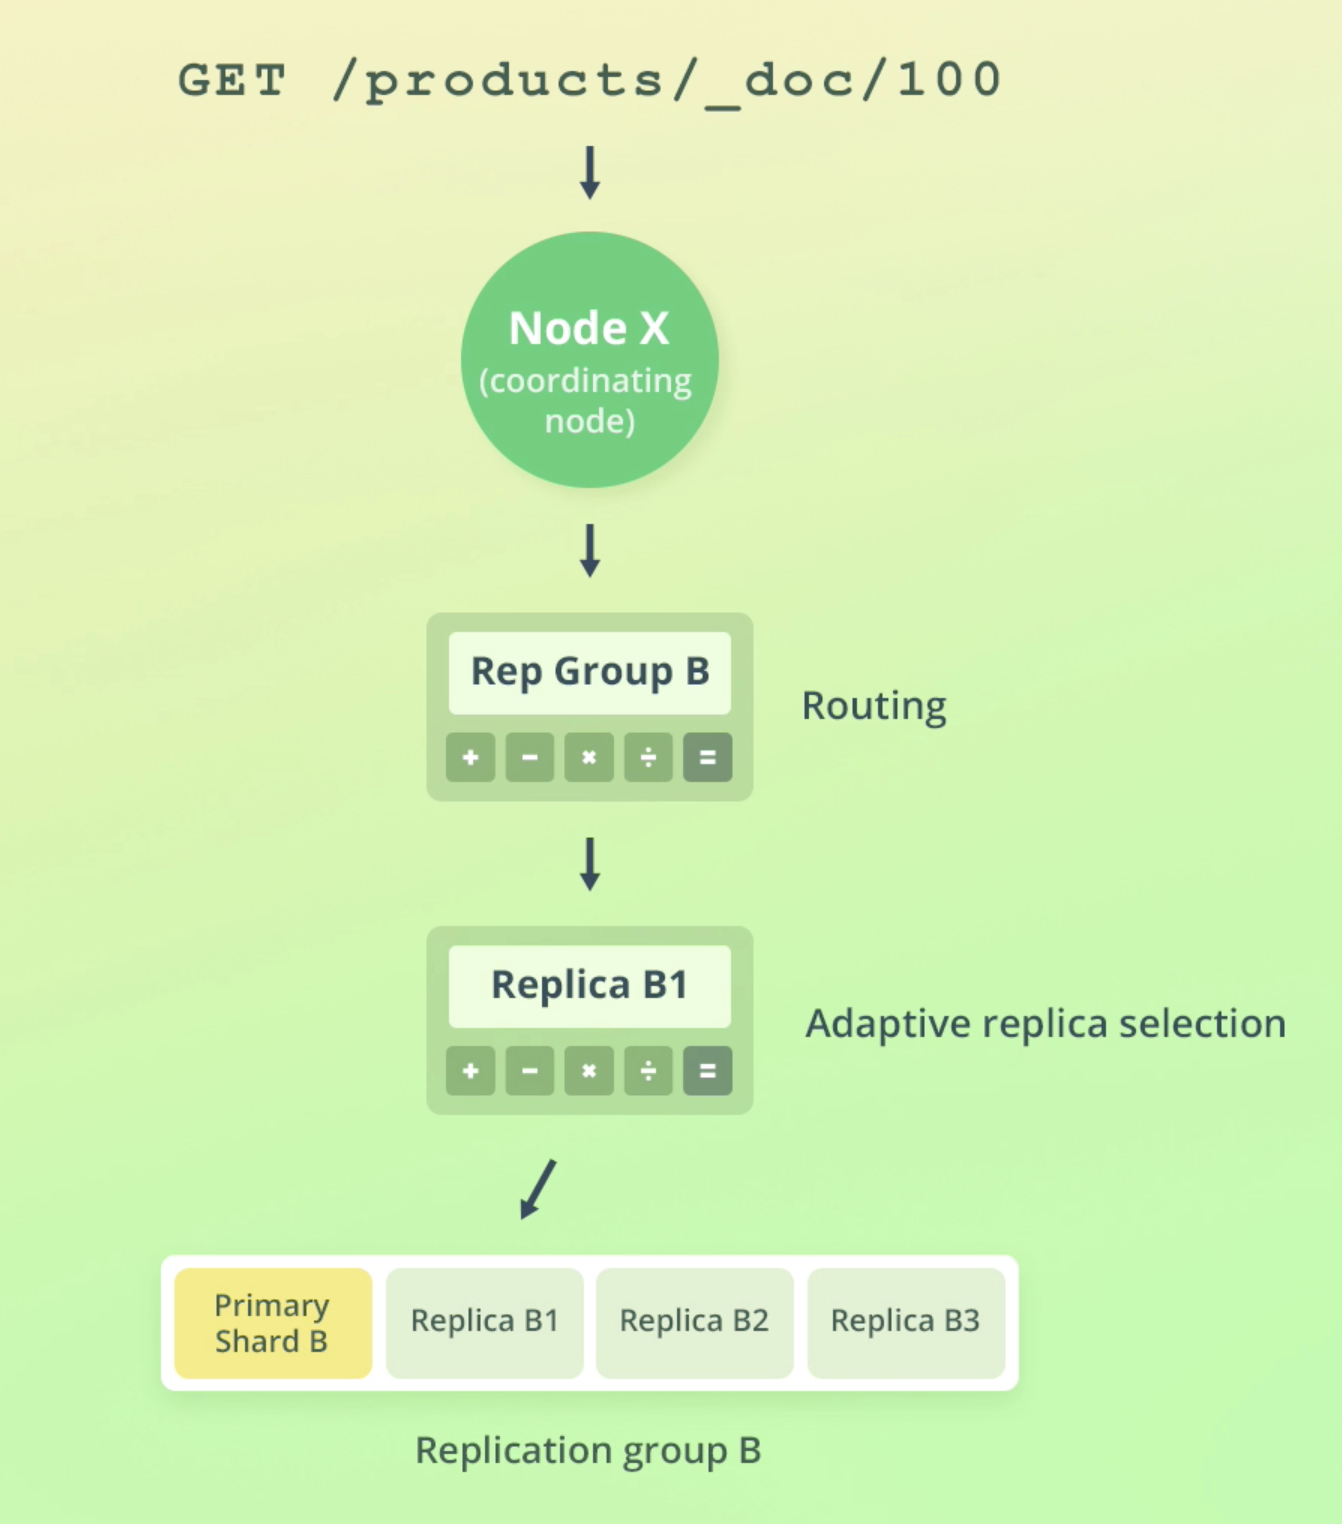 GET /products/_doc/100
Node X
(coordinating
node)
Rep Group B
+ − × ÷ =
Routing
Replica B1
+ − × ÷ =
Adaptive replica selection
Primary
Shard B
Replica B1
Replica B2
Replica B3
Replication group B